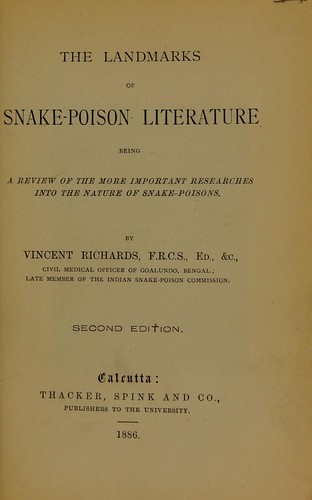 THE LANDMARKS
OF
SNAKE-POISON LITERATURE
BEING
A REVIEW OF THE MORE IMPORTANT RESEARCHES
INTO THE NATURE OF SNAKE-POISONS.
BY
VINCENT RICHARDS, F.R.C.S., ED., &C.,
CIVIL MEDICAL OFFICER OF GOALUNDO, BENGAL;
LATE MEMBER OF THE INDIAN SNAKE-POISON COMMISSION.
SECOND EDITION.
Calcutta:
THACKER, SPINK AND CO.,
PUBLISHERS TO THE UNIVERSITY.
1886.